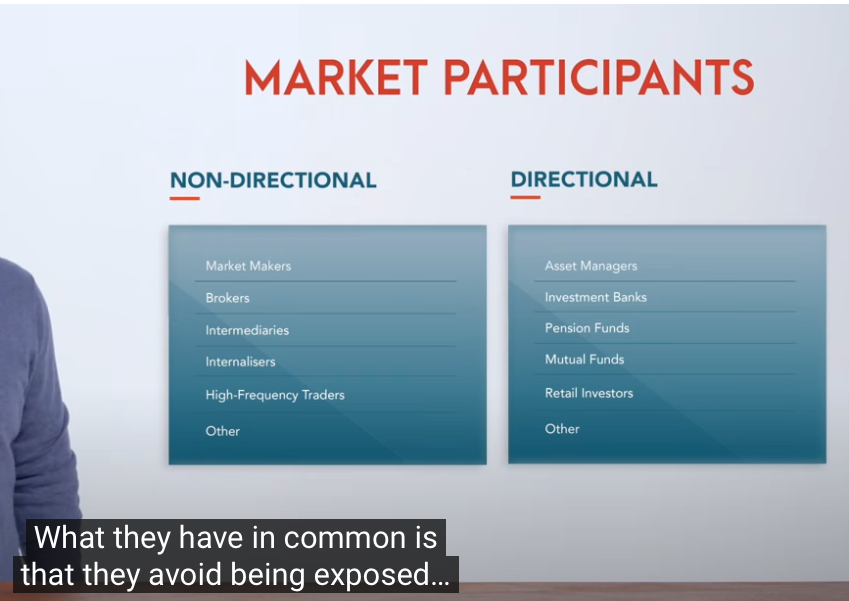 MARKET PARTICIPANTS
NON-DIRECTIONAL
Market Makers
Brokers
Intermediaries
Internalisers
High-Frequency Traders
Other
DIRECTIONAL
Asset Managers
Investment Banks
Pension Funds
Mutual Funds
Retail Investors
Other
What they have in common is
that they avoid being exposed...